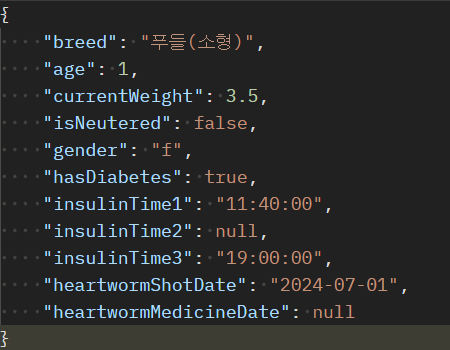 {
    "breed": "푸들(소형)",
    "age": 1,
    "currentWeight": 3.5,
    "isNeutered": false,
    "gender": "f",
    "hasDiabetes": true,
    "insulinTime1": "11:40:00",
    "insulinTime2": null,
    "insulinTime3": "19:00:00",
    "heartwormShotDate": "2024-07-01",
    "heartwormMedicineDate": null
}